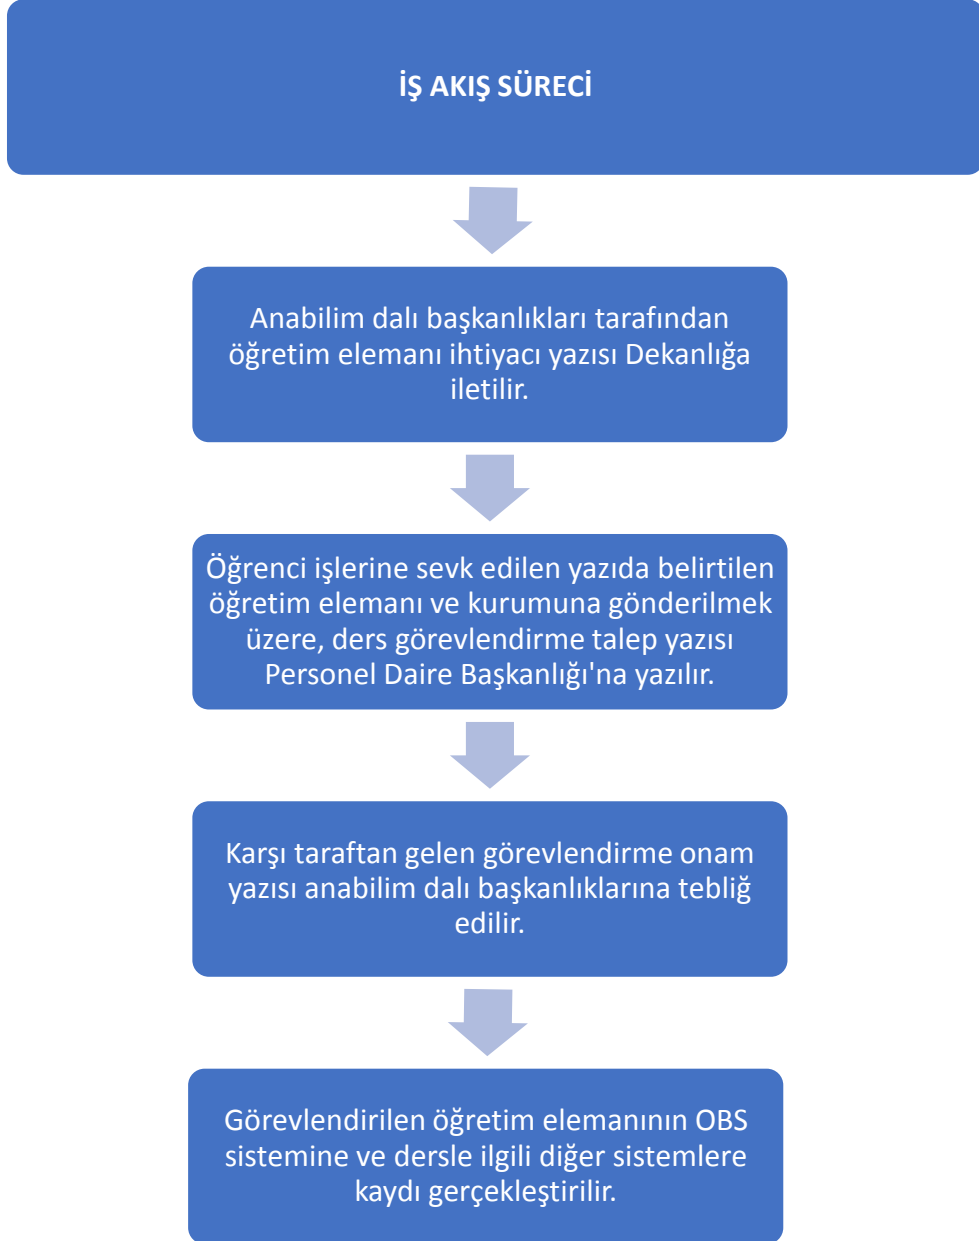 İŞ AKIŞ SÜRECİ
Anabilim dalı başkanlıkları tarafından
öğretim elemanı ihtiyacı yazısı Dekanlığa
iletilir.
Öğrenci işlerine sevk edilen yazıda belirtilen
öğretim elemanı ve kurumuna gönderilmek
üzere, ders görevlendirme talep yazısı
Personel Daire Başkanlığı'na yazılır.
Karşı taraftan gelen görevlendirme onam
yazısı anabilim dalı başkanlıklarına tebliğ
edilir.
Görevlendirilen öğretim elemanının OBS
sistemine ve dersle ilgili diğer sistemlere
kaydı gerçekleştirilir.